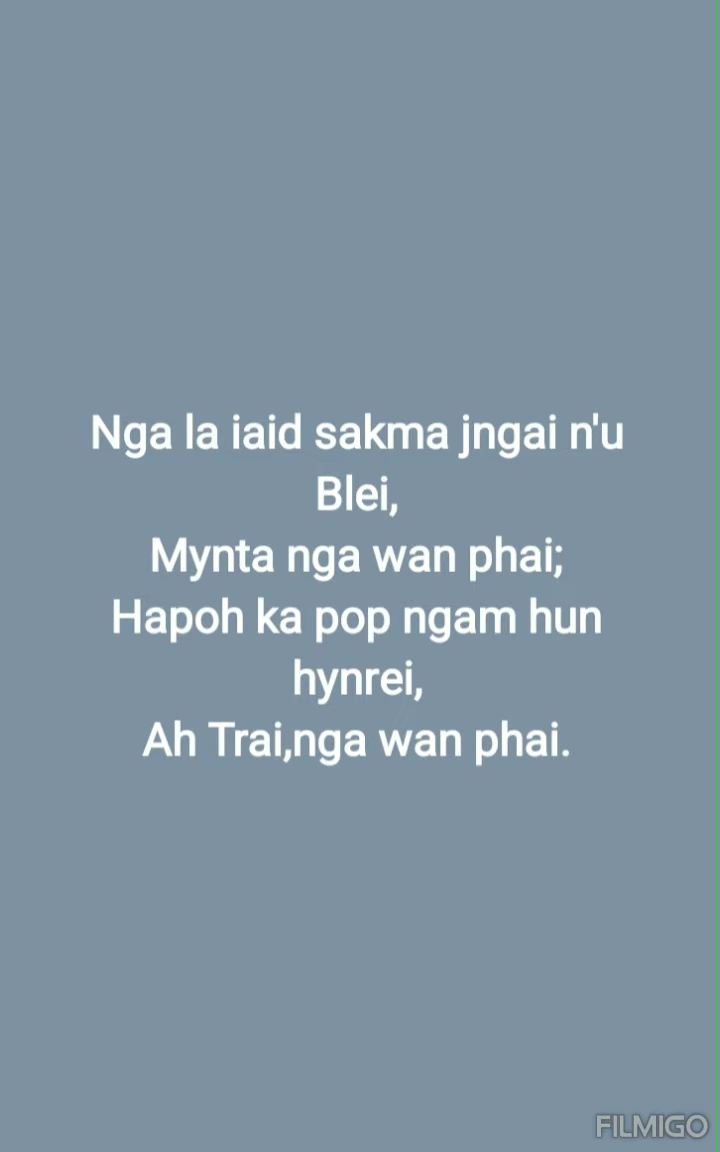 Nga la iaid sakma jngai n'u
Blei,
Mynta nga wan phai;
Hapoh ka pop ngam hun
hynrei,
Ah Trai,nga wan phai.
FILMIGO